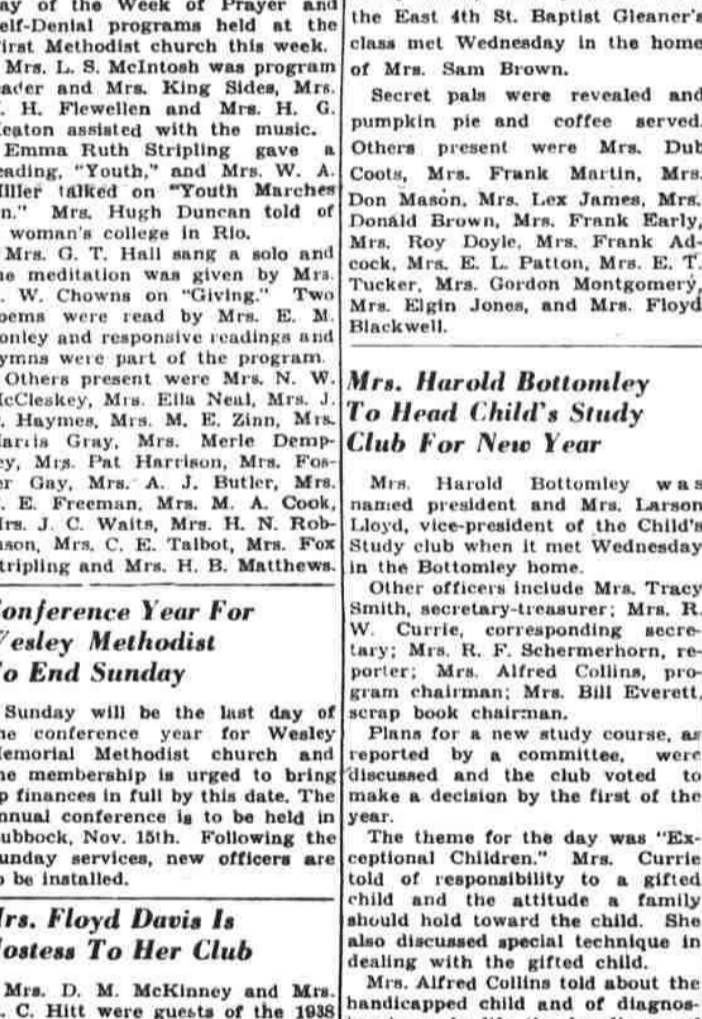 ay of the Week of Prayer and
elf-Denial programs held at the
irst Methodist church this week.
Mrs. L. S. McIntosh was program
ader and Mrs. King Sides, Mrs.
. H. Flewellen and Mrs. H. G.
eaton assisted with the music.
Emma Ruth Stripling gave a
eading, "Youth," and Mrs. W. A.
iller talked on "Youth Marches
n." Mrs. Hugh Duncan told of
woman's college in Rio.
Mrs. G. T. Hall sang a solo and
he meditation was given by Mrs.
. W. Chowns on "Giving." Two
oems were read by Mrs. E. M.
onley and responsive readings and
ymns were part of the program.
Others present were Mrs. N. W.
McCleskey, Mrs. Ella Neal, Mrs. J.
. Haymes, Mrs. M. E. Zinn, Mrs.
Harris Gray, Mrs. Merle Demp-
ey, Mrs. Pat Harrison, Mrs. Fos-
er Gay, Mrs. A. J. Butler, Mrs.
. E. Freeman, Mrs. M. A. Cook,
Mrs. J. C. Waits, Mrs. H. N. Rob-
nson, Mrs. C. E. Talbot, Mrs. Fox
tripling and Mrs. H. B. Matthews.
onference Year For
Wesley Methodist
o End Sunday
Sunday will be the last day of
he conference year for Wesley
Memorial Methodist church and
he membership is urged to bring
p finances in full by this date. The
nnual conference is to be held in
ubbock, Nov. 15th. Following the
unday services, new officers are
o be installed.
Mrs. Floyd Davis Is
Hostess To Her Club
Mrs. D. M. McKinney and Mrs.
. C. Hitt were guests of the 1938
the East 4th St. Baptist Gleaner's
class met Wednesday in the home
of Mrs. Sam Brown.
Secret pals were revealed and
pumpkin pie and coffee served.
Others present were Mrs. Dub
Coots, Mrs. Frank Martin, Mrs.
Don Mason, Mrs. Lex James, Mrs.
Donald Brown, Mrs. Frank Early,
Mrs. Roy Doyle, Mrs. Frank Ad-
cock, Mrs. E. L. Patton, Mrs. E. T.
Tucker, Mrs. Gordon Montgomery,
Mrs. Elgin Jones, and Mrs. Floyd
Blackwell.
Mrs. Harold Bottomley
To Head Child's Study
Club For New Year
Mrs. Harold Bottomley was
named president and Mrs. Larson
Lloyd, vice-president of the Child's
Study club when it met Wednesday
in the Bottomley home.
Other officers include Mrs. Tracy
Smith, secretary-treasurer; Mrs. R.
W. Currie, corresponding secre-
tary; Mrs. R. F. Schermerhorn, re-
porter; Mrs. Alfred Collins, pro-
gram chairman; Mrs. Bill Everett,
scrap book chairman.
Plans for a new study course, as
reported by a committee, were
discussed and the club voted to
make a decision by the first of the
year.
The theme for the day was "Ex-
ceptional Children." Mrs. Currie
told of responsibility to a gifted
child and the attitude a family
should hold toward the child. She
also discussed special technique in
dealing with the gifted child.
Mrs. Alfred Collins told about the
handicapped child and of diagnos-